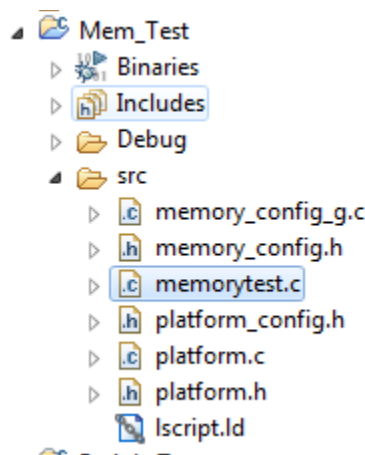 Mem_Test
Binaries
Includes
Debug
src
memory_config_g.c
memory_config.h
memorytest.c
platform_config.h
platform.c
platform.h
lscript.ld